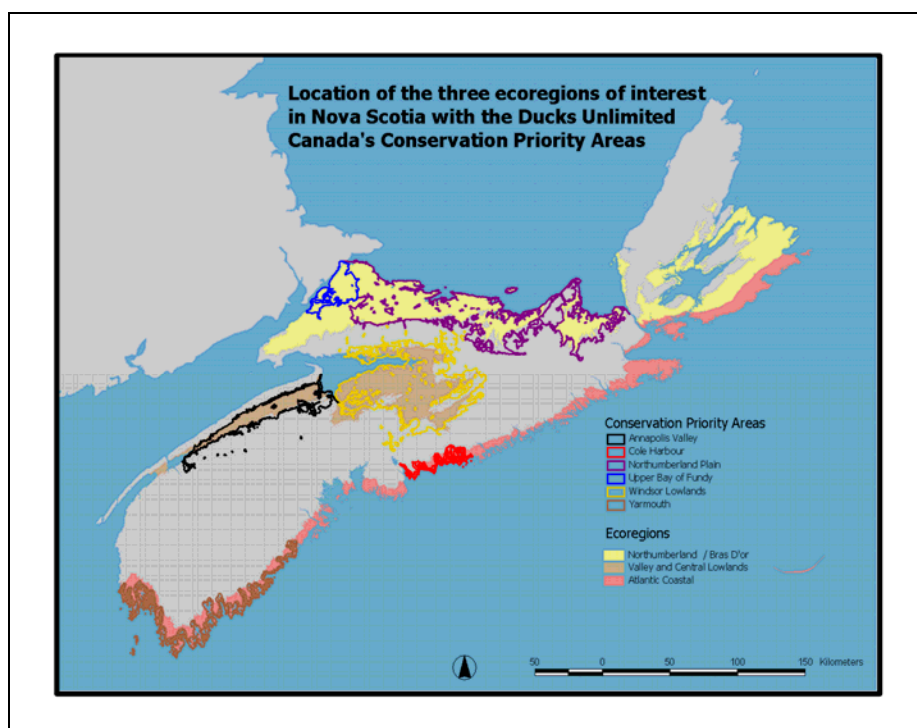 Location of the three ecoregions of interest
in Nova Scotia with the Ducks Unlimited
Canada's Conservation Priority Areas
Conservation Priority Areas
Annapolis Valley
Cole Harbour
Northumberland Plain
Upper Bay of Fundy
Windsor Lowlands
Yarmouth
Ecoregions
Northumberland / Bras D'or
Valley and Central Lowlands
Atlantic Coastal
50 0 50 100 150 Kilometers